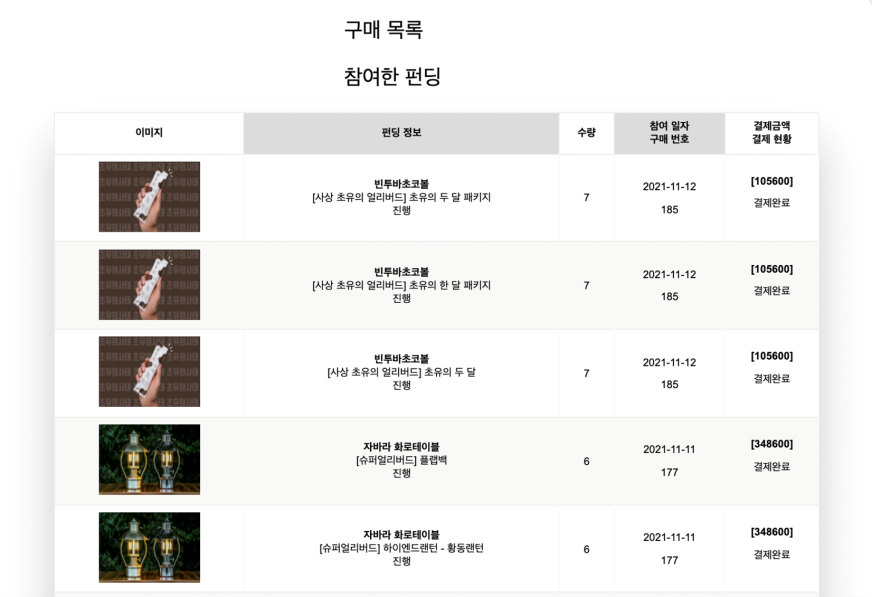 구매 목록
참여한 펀딩
이미지
펀딩 정보
수량
참여 일자
구매 번호
결제금액
결제 현황
빈투바초코볼
[사상 초유의 얼리버드] 초유의 두 달 패키지
진행
7
2021-11-12
185
[105600]
결제완료
빈투바초코볼
[사상 초유의 얼리버드] 초유의 한 달 패키지
진행
7
2021-11-12
185
[105600]
결제완료
빈투바초코볼
[사상 초유의 얼리버드] 초유의 두 달
진행
7
2021-11-12
185
[105600]
결제완료
자바라 화로테이블
[슈퍼얼리버드] 플랩백
진행
6
2021-11-11
177
[348600]
결제완료
자바라 화로테이블
[슈퍼얼리버드] 하이엔드랜턴 - 황동랜턴
진행
6
2021-11-11
177
[348600]
결제완료